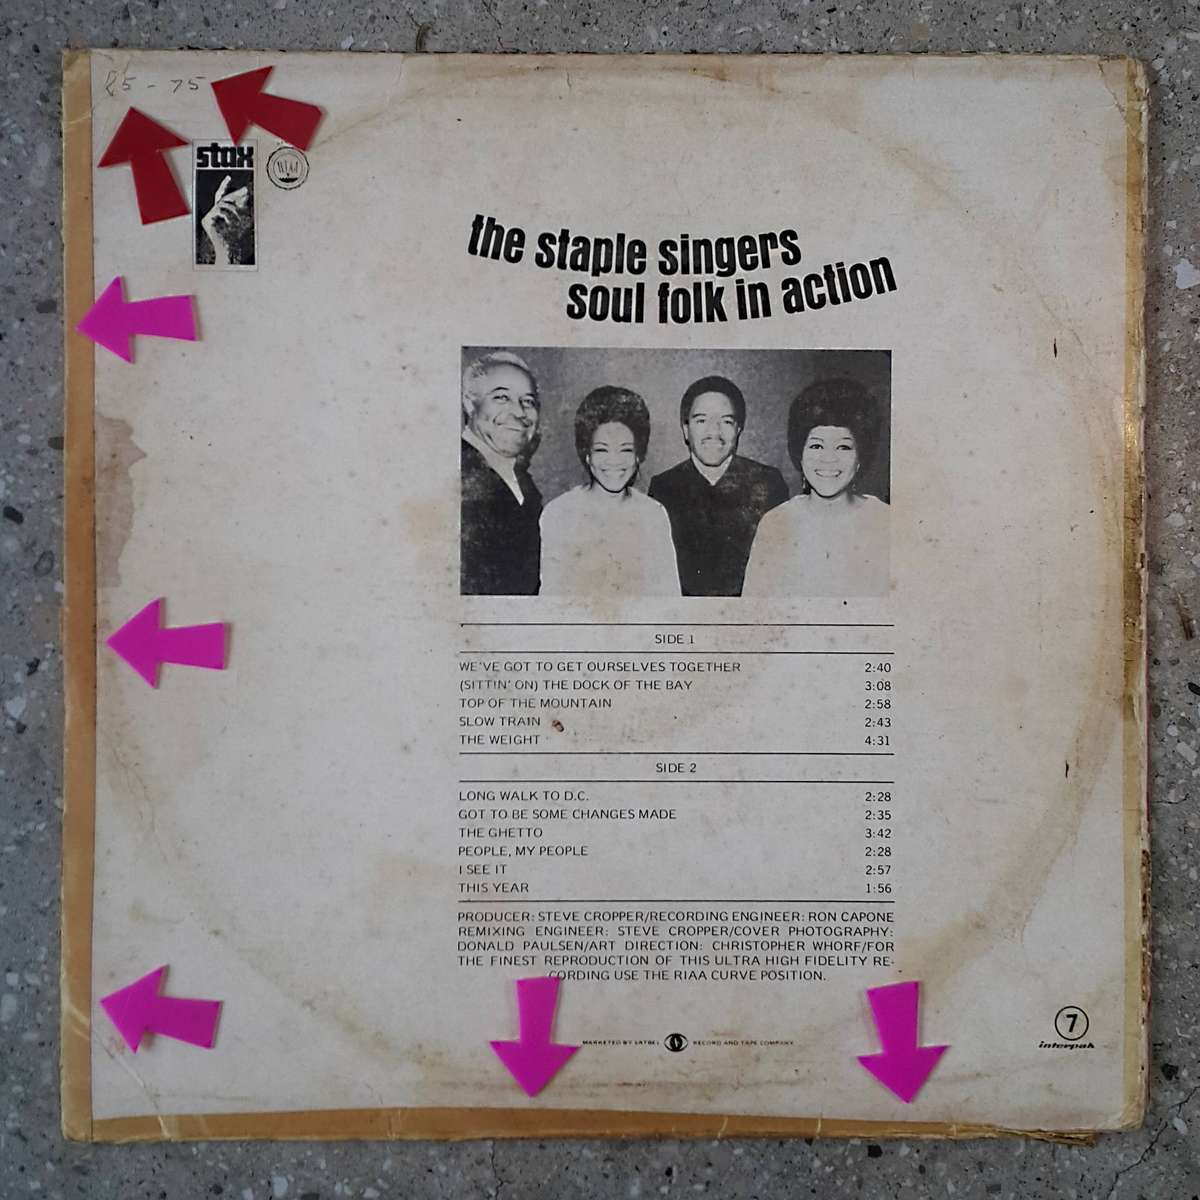 85 - 75
stax
the staple singers
soul folk in action
SIDE 1
WE'VE GOT TO GET OURSELVES TOGETHER 2:40
(SITTIN' ON) THE DOCK OF THE BAY 3:08
TOP OF THE MOUNTAIN 2:58
SLOW TRAIN 2:43
THE WEIGHT 4:31
SIDE 2
LONG WALK TO D.C. 2:28
GOT TO BE SOME CHANGES MADE 2:35
THE GHETTO 3:42
PEOPLE, MY PEOPLE 2:28
I SEE IT 2:57
THIS YEAR 1:56
PRODUCER: STEVE CROPPER/RECORDING ENGINEER: RON CAPONE
REMIXING ENGINEER: STEVE CROPPER/COVER PHOTOGRAPHY:
DONALD PAULSEN/ART DIRECTION: CHRISTOPHER WHORF/FOR
THE FINEST REPRODUCTION OF THIS ULTRA HIGH FIDELITY RE-
CORDING USE THE RIAA CURVE POSITION.
MARKETED BY SATBEL RECORD AND TAPE COMPANY
7
interpak